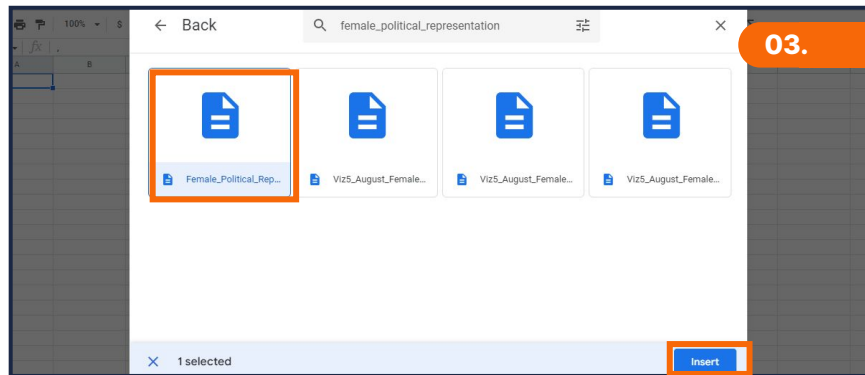 100%
$
← Back
female_political_representation
03.
fx ,
A
B
Female_Political_Rep...
Viz5_August_Female...
Viz5_August_Female...
Viz5_August_Female...
1 selected
Insert